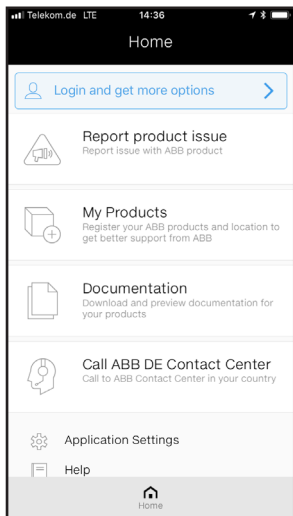 Telekom.de LTE 14:36
Home
Login and get more options
Report product issue
Report issue with ABB product
My Products
Register your ABB products and location to
get better support from ABB
Documentation
Download and preview documentation for
your products
Call ABB DE Contact Center
Call to ABB Contact Center in your country
Application Settings
Help
Home